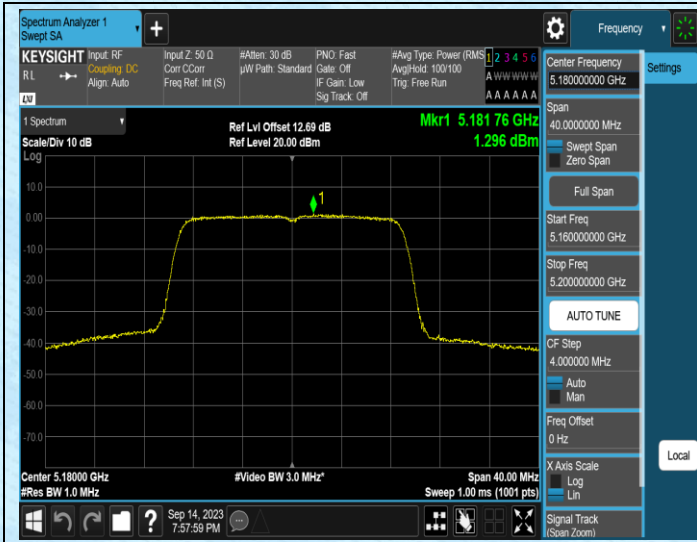 Spectrum Analyzer 1
Swept SA
Frequency
KEYSIGHT
RL
LXI
Input: RF
Coupling: DC
Align: Auto
Input Z: 50 Ω
Corr CCorr
Freq Ref: Int (S)
#Atten: 30 dB
µW Path: Standard
PNO: Fast
Gate: Off
IF Gain: Low
Sig Track: Off
#Avg Type: Power (RMS
Avg|Hold: 100/100
Trig: Free Run
1 2 3 4 5 6
A W W W W W
A A A A A A
1 Spectrum
Scale/Div 10 dB
Log
Ref Lvl Offset 12.69 dB
Ref Level 20.00 dBm
Mkr1 5.181 76 GHz
1.296 dBm
1
10.0
0.00
-10.0
-20.0
-30.0
-40.0
-50.0
-60.0
-70.0
Center 5.18000 GHz
#Res BW 1.0 MHz
#Video BW 3.0 MHz*
Span 40.00 MHz
Sweep 1.00 ms (1001 pts)
Sep 14, 2023
7:57:59 PM
Center Frequency
5.180000000 GHz
Span
40.0000000 MHz
Swept Span
Zero Span
Full Span
Start Freq
5.160000000 GHz
Stop Freq
5.200000000 GHz
AUTO TUNE
CF Step
4.000000 MHz
Auto
Man
Freq Offset
0 Hz
X Axis Scale
Log
Lin
Signal Track
(Span Zoom)
Settings
Local